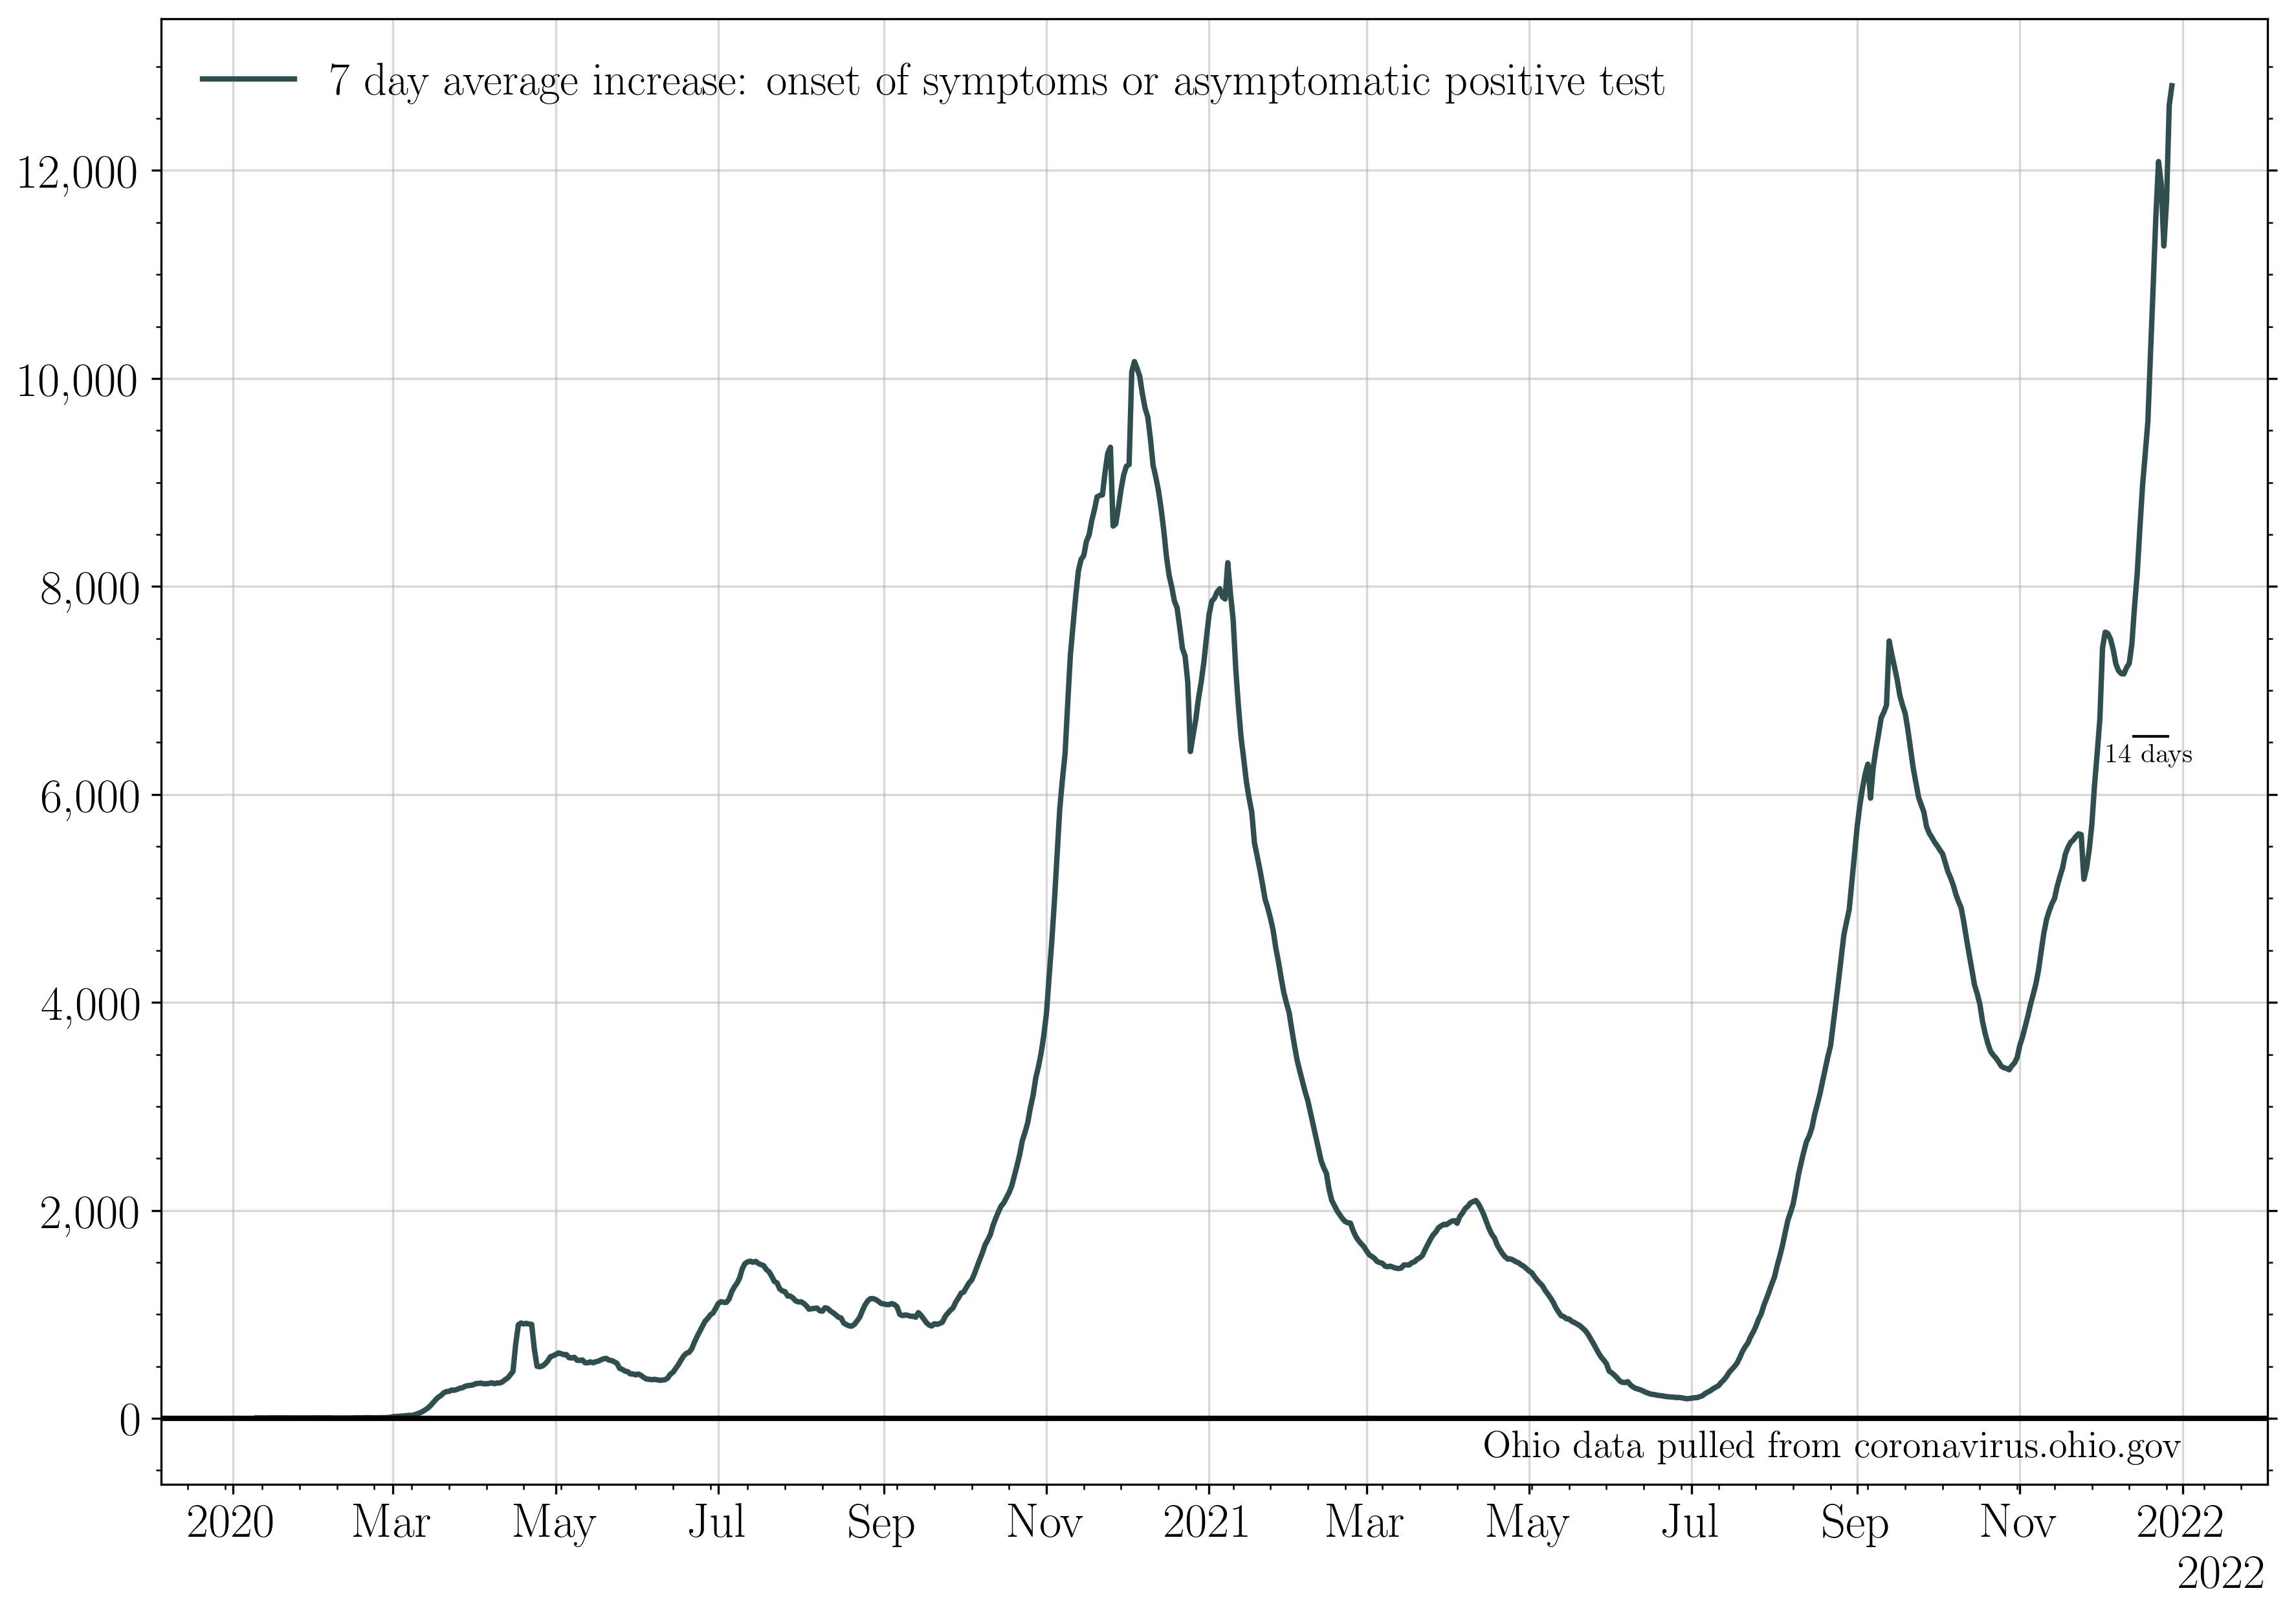 7 day average increase: onset of symptoms or asymptomatic positive test
12,000
10,000
8,000
6,000
4,000
2,000
0
14 days
Ohio data pulled from coronavirus.ohio.gov
2020 Mar May Jul Sep Nov 2021 Mar May Jul Sep Nov 2022
2022